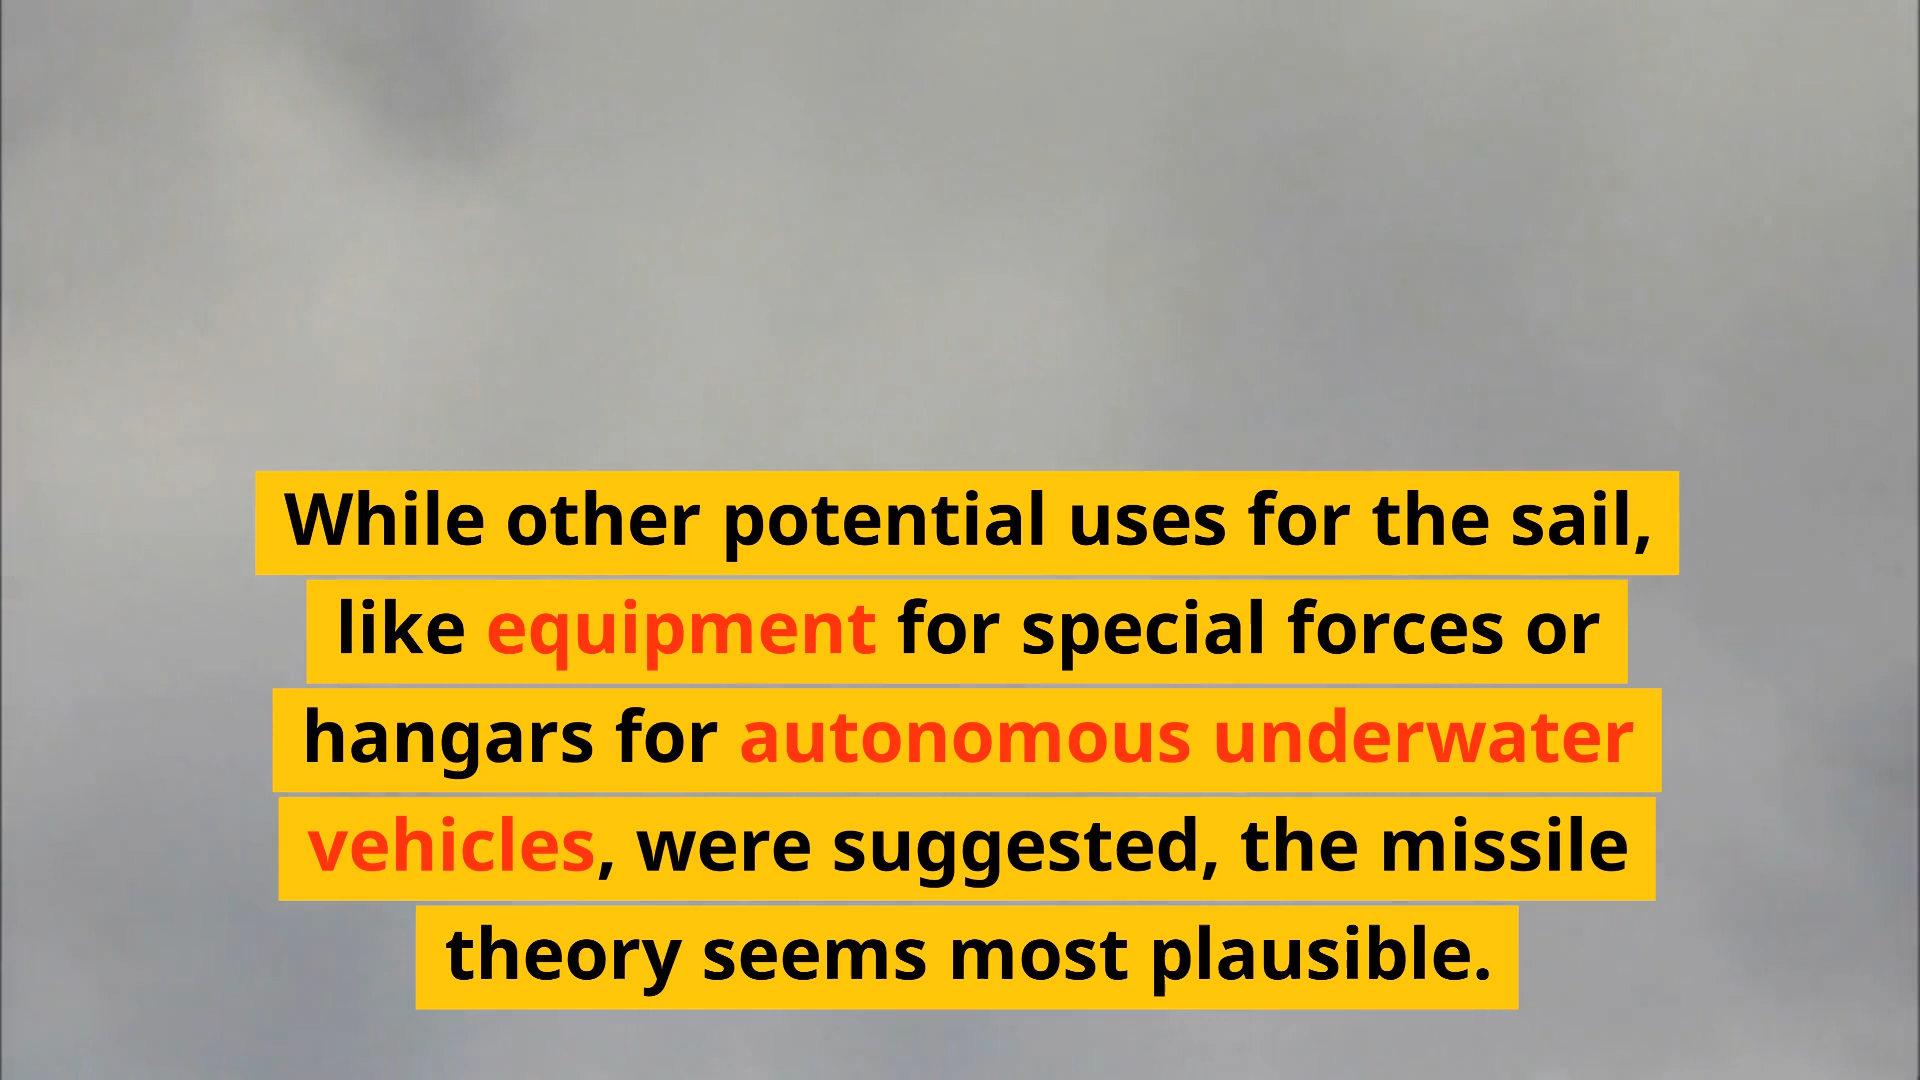 While other potential uses for the sail,
like equipment for special forces or
hangars for autonomous underwater
vehicles, were suggested, the missile
theory seems most plausible.